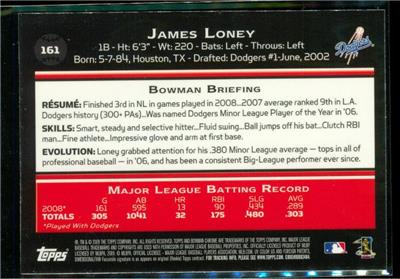 161
JAMES LONEY
1B - Ht: 6'3" - Wt: 220 - Bats: Left - Throws: Left
Born: 5-7-84, Houston, TX - Drafted: Dodgers #1-June, 2002
Dodgers
BOWMAN BRIEFING
RÉSUMÉ: Finished 3rd in NL in games played in 2008...2007 average ranked 9th in L.A.
Dodgers history (300+ PAs)...Was named Dodgers Minor League Player of the Year in '06.
SKILLS: Smart, steady and selective hitter...Fluid swing...Ball jumps off his bat...Clutch RBI
man...Fine athlete...Impressive glove and arm at first base.
EVOLUTION: Loney grabbed attention for his .380 Minor League average — tops in all of
professional baseball — in '06, and has been a consistent Big-League performer ever since.
MAJOR LEAGUE BATTING RECORD
G AB HR RBI SLG AVG
2008* 161 595 13 90 .434 .289
TOTALS 305 1041 32 175 .480 .303
*Played With Dodgers
Topps